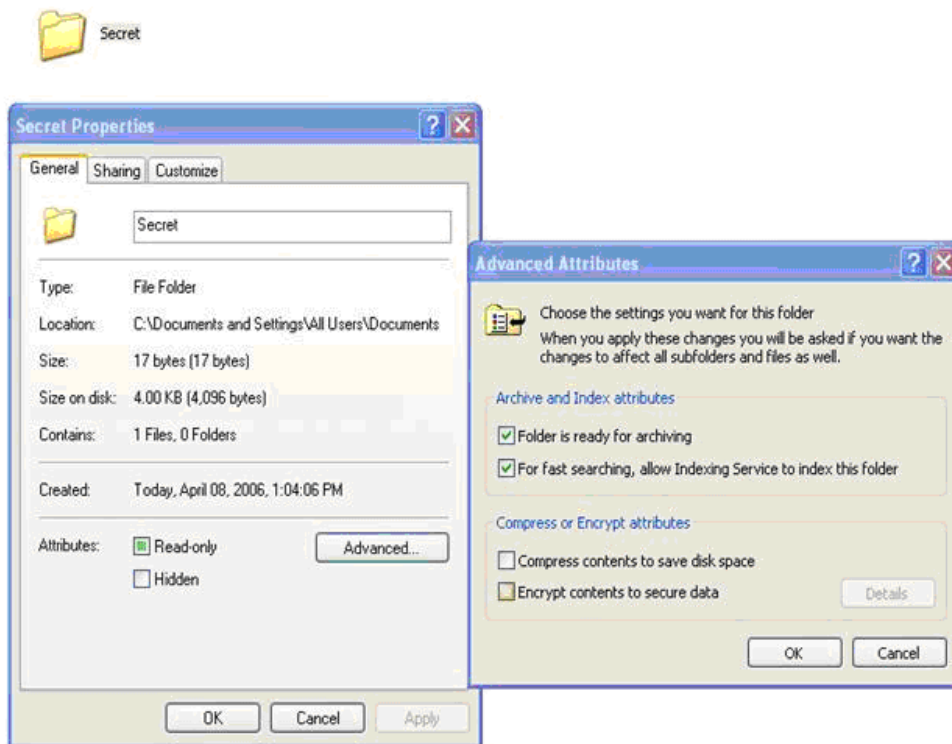 Secret
Secret Properties
General Sharing Customize
Secret
Type: File Folder
Location: C:\Documents and Settings\All Users\Documents
Size: 17 bytes (17 bytes)
Size on disk: 4.00 KB (4,096 bytes)
Contains: 1 Files, 0 Folders
Created: Today, April 08, 2006, 1:04:06 PM
Attributes: Read-only Advanced...
Hidden
OK Cancel Apply
Advanced Attributes
Choose the settings you want for this folder
When you apply these changes you will be asked if you want the
changes to affect all subfolders and files as well.
Archive and Index attributes
Folder is ready for archiving
For fast searching, allow Indexing Service to index this folder
Compress or Encrypt attributes
Compress contents to save disk space
Encrypt contents to secure data Details
OK Cancel